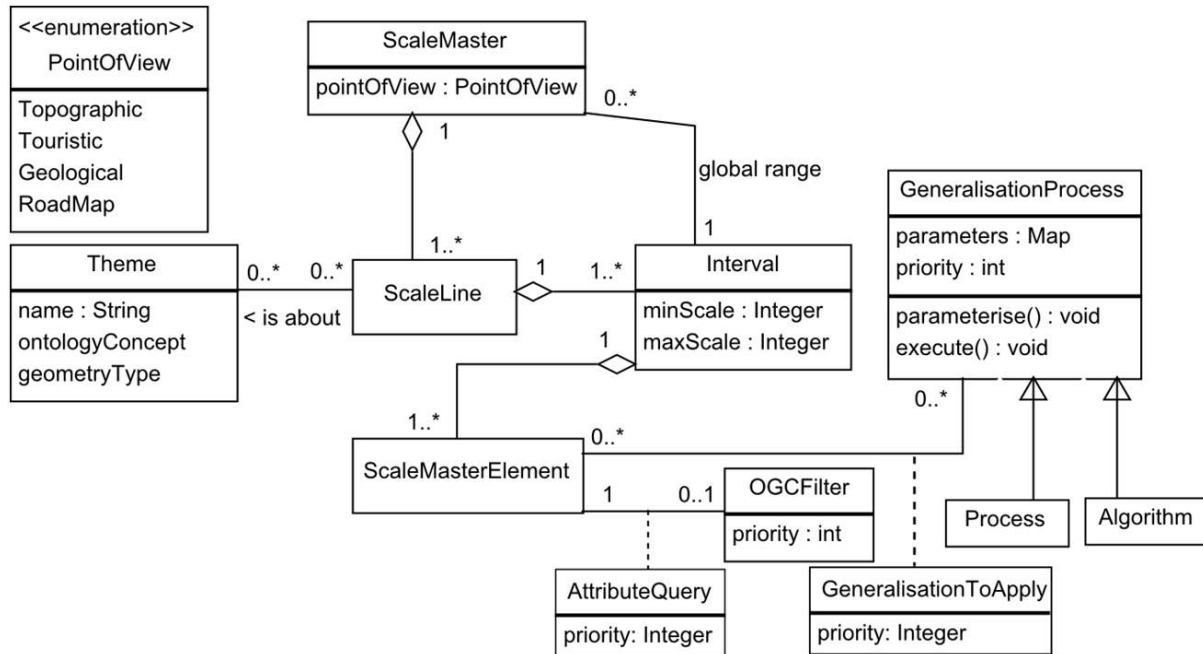 <<enumeration>>
PointOfView
Topographic
Touristic
Geological
RoadMap
ScaleMaster
pointOfView : PointOfView
0..*
1
global range
1
1..*
GeneralisationProcess
parameters : Map
priority : int
parameterise() : void
execute() : void
Theme
name : String
ontologyConcept
geometryType
0..*
0..*
< is about
ScaleLine
1
1..*
Interval
minScale : Integer
maxScale : Integer
1
1..*
0..*
0..*
ScaleMasterElement
1
0..1
OGCFilter
priority : int
Process
Algorithm
AttributeQuery
priority: Integer
GeneralisationToApply
priority: Integer